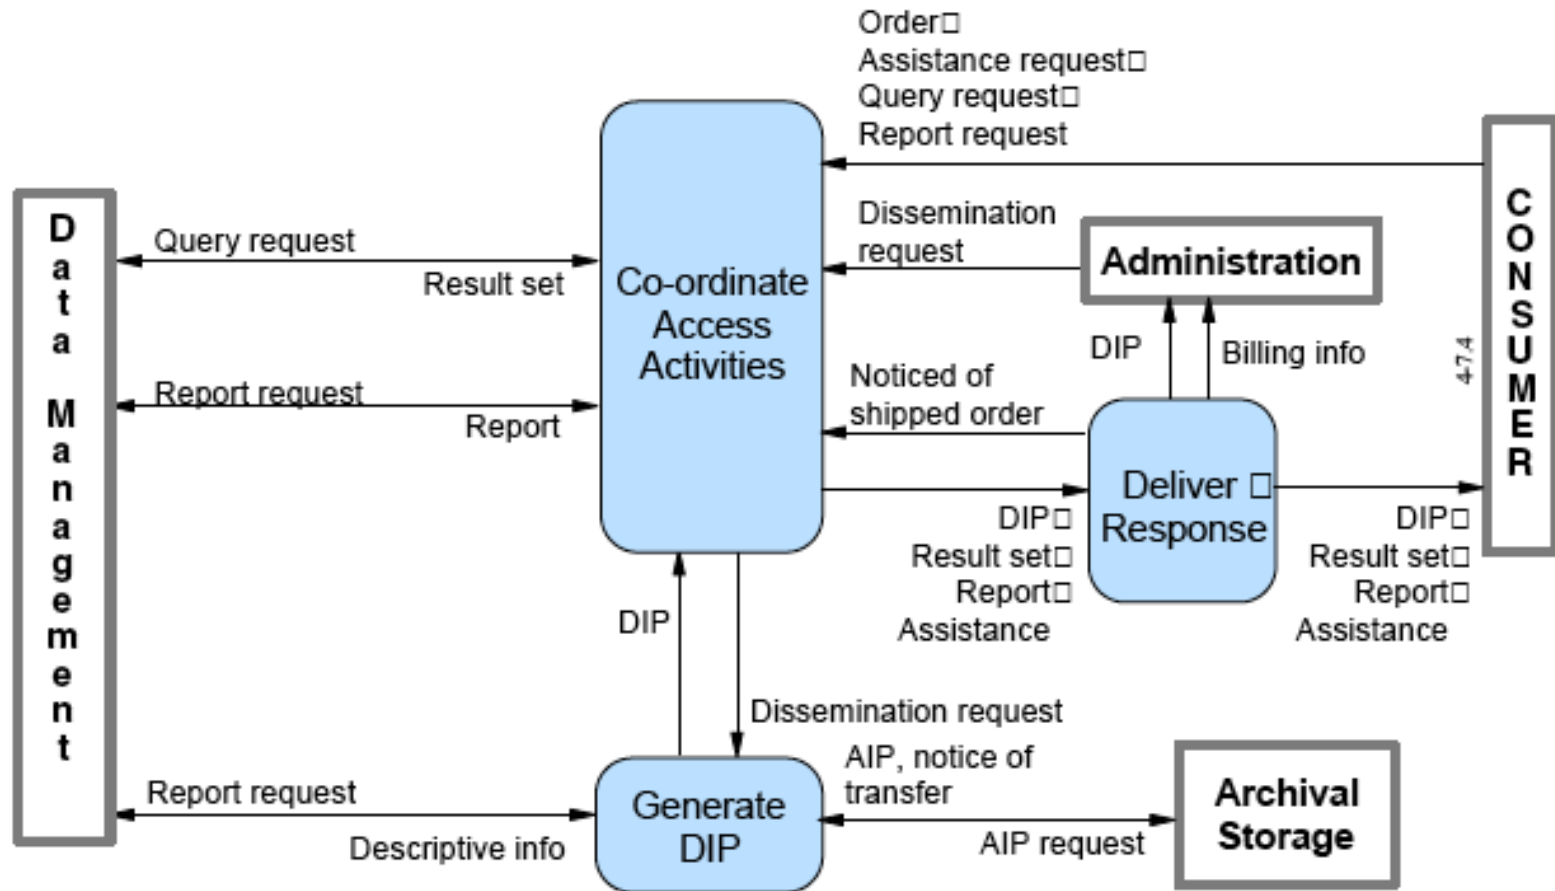 Order□
Assistance request□
Query request□
Report request
Data Management
CONSUMER
Dissemination
request
Administration
Query request
Result set
Co-ordinate
Access
Activities
DIP
Billing info
4-7.4
Report request
Report
Noticed of
shipped order
Deliver □
Response
DIP□
Result set□
Report□
Assistance
DIP□
Result set□
Report□
Assistance
DIP
Dissemination request
AIP, notice of
transfer
Archival
Storage
Report request
Descriptive info
Generate
DIP
AIP request